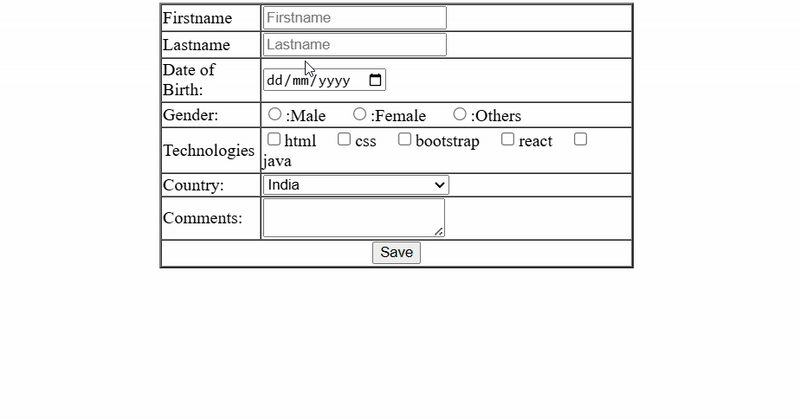 Firstname Firstname
Lastname Lastname
Date of
Birth: dd/mm/yyyy
Gender: :Male :Female :Others
Technologies html css bootstrap react
java
Country: India
Comments:
Save